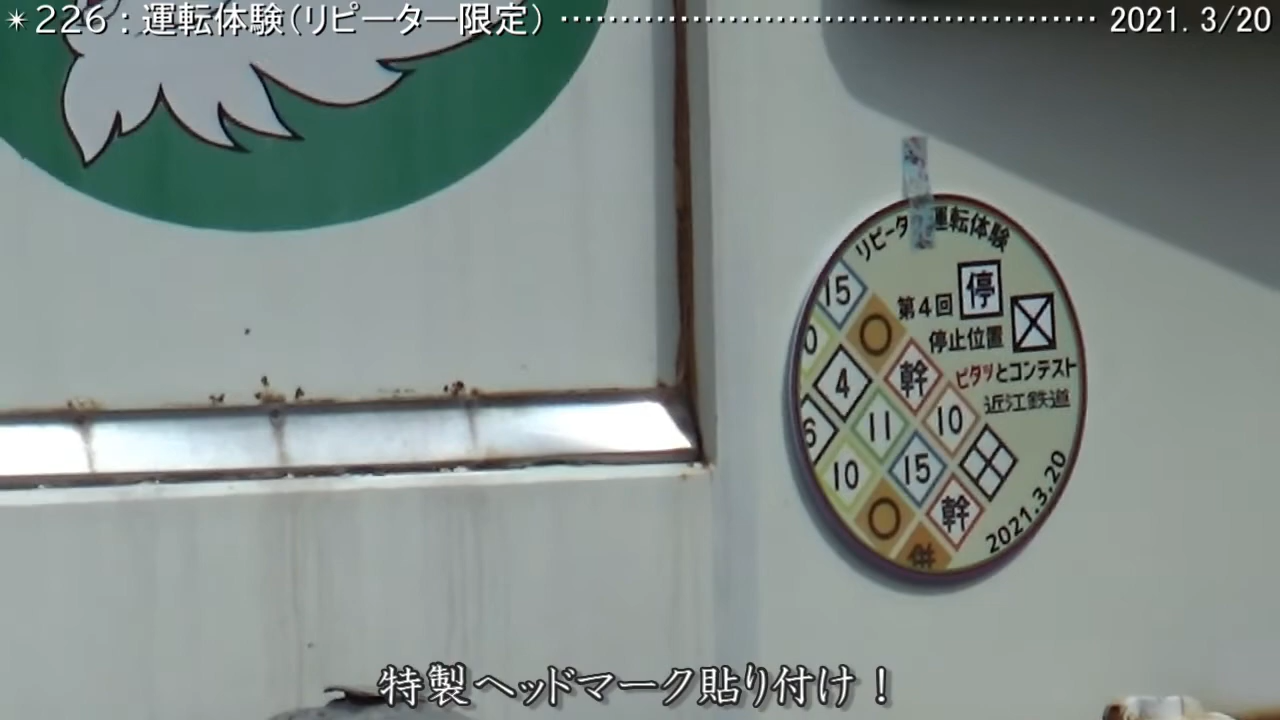 ✴226：運転体験（リピーター限定）…………………………………………… 2021. 3/20
リピータ 運転体験
停
第4回
停止位置
ピタッとコンテスト
近江鉄道
15
0
4
幹
6
11
10
10
15
幹
2021.3.20
特製ヘッドマーク貼り付け！